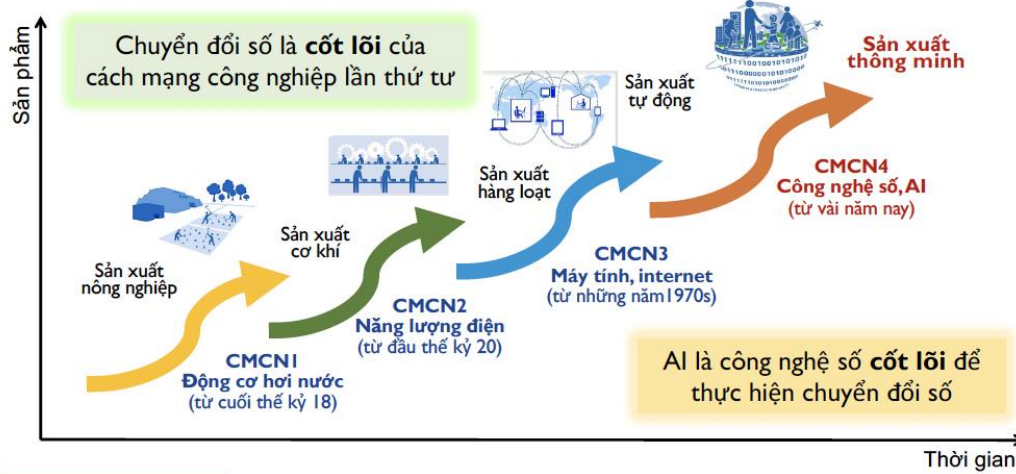 Sản phẩm
Chuyển đổi số là cốt lõi của
cách mạng công nghiệp lần thứ tư
Sản xuất
nông nghiệp
CMCN1
Động cơ hơi nước
(từ cuối thế kỷ 18)
Sản xuất
cơ khí
CMCN2
Năng lượng điện
(từ đầu thế kỷ 20)
Sản xuất
hàng loạt
CMCN3
Máy tính, internet
(từ những năm1970s)
Sản xuất
tự động
CMCN4
Công nghệ số, AI
(từ vài năm nay)
Sản xuất
thông minh
AI là công nghệ số cốt lõi để
thực hiện chuyển đổi số
Thời gian